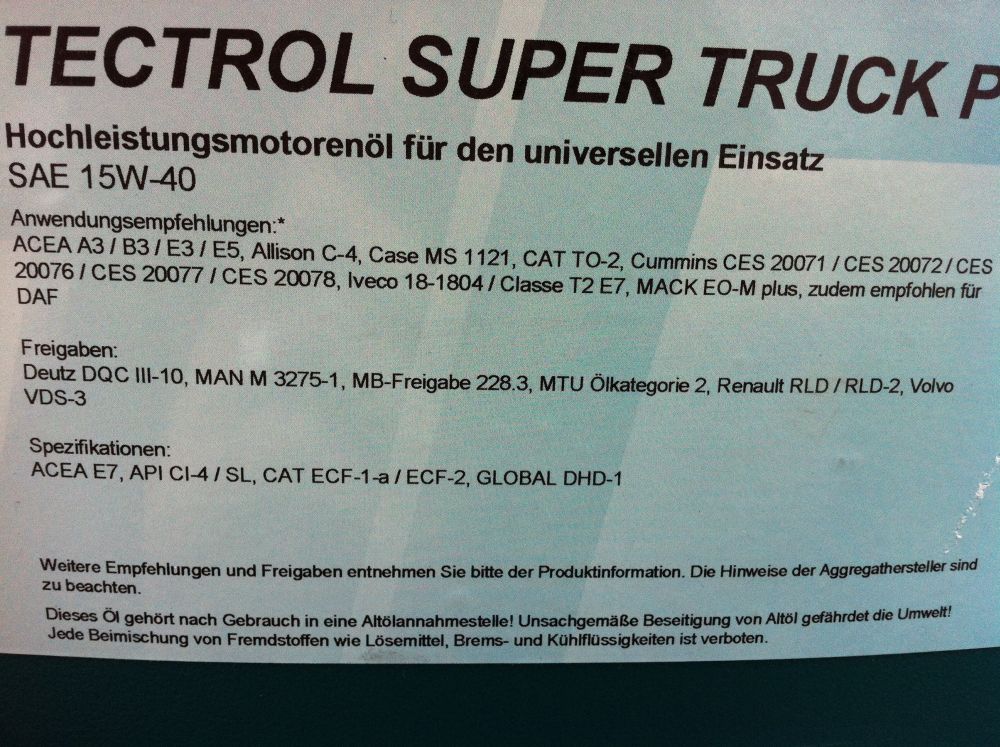 TECTROL SUPER TRUCK P
Hochleistungsmotorenöl für den universellen Einsatz
SAE 15W-40
Anwendungsempfehlungen:*
ACEA A3 / B3 / E3 / E5, Allison C-4, Case MS 1121, CAT TO-2, Cummins CES 20071 / CES 20072 / CES
20076 / CES 20077 / CES 20078, Iveco 18-1804 / Classe T2 E7, MACK EO-M plus, zudem empfohlen für
DAF
Freigaben:
Deutz DQC III-10, MAN M 3275-1, MB-Freigabe 228.3, MTU Ölkategorie 2, Renault RLD / RLD-2, Volvo
VDS-3
Spezifikationen:
ACEA E7, API CI-4 / SL, CAT ECF-1-a / ECF-2, GLOBAL DHD-1
Weitere Empfehlungen und Freigaben entnehmen Sie bitte der Produktinformation. Die Hinweise der Aggregathersteller sind
zu beachten.
Dieses Öl gehört nach Gebrauch in eine Altölannahmestelle! Unsachgemäße Beseitigung von Altöl gefährdet die Umwelt!
Jede Beimischung von Fremdstoffen wie Lösemittel, Brems- und Kühlflüssigkeiten ist verboten.